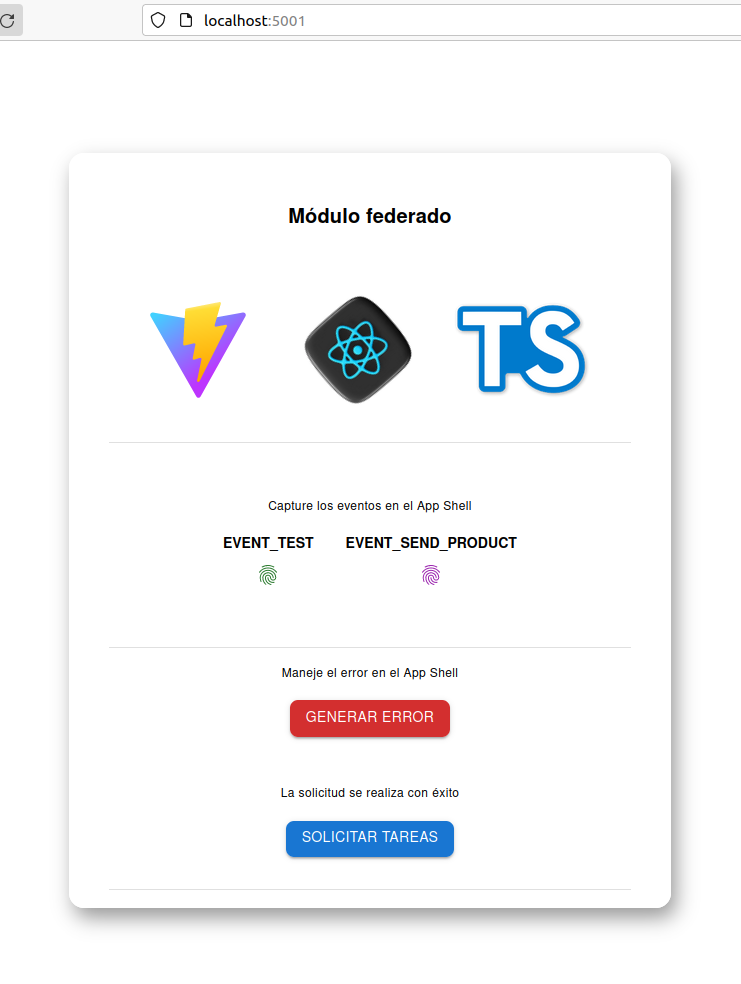 localhost:5001
Módulo federado
TS
Capture los eventos en el App Shell
EVENT_TEST EVENT_SEND_PRODUCT
Maneje el error en el App Shell
GENERAR ERROR
La solicitud se realiza con éxito
SOLICITAR TAREAS